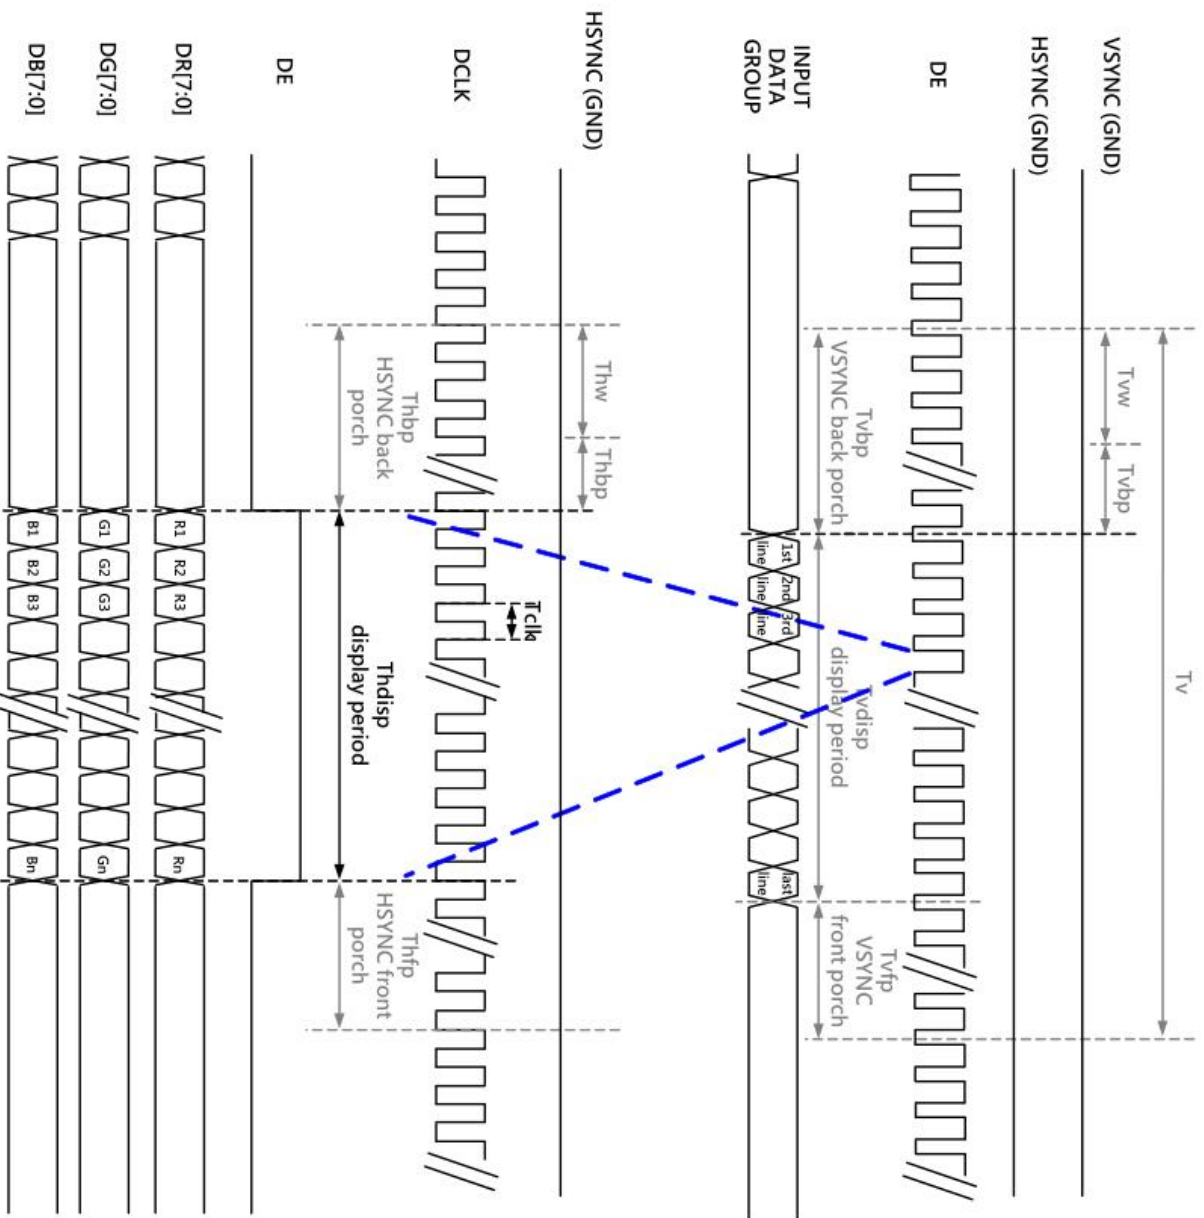 Tv
VSYNC (GND)
Tvw
Tvbp
HSYNC (GND)
DE
Tvbp
VSYNC back porch
Tvdisp
display period
Tvfp
VSYNC
front porch
INPUT
DATA
GROUP
1st
line
2nd
line
3rd
line
last
line
HSYNC (GND)
Thw
Thbp
DCLK
Tclk
Thbp
HSYNC back
porch
Thdisp
display period
Thfp
HSYNC front
porch
DE
DR[7:0]
R1
R2
R3
Rn
DG[7:0]
G1
G2
G3
Gn
DB[7:0]
B1
B2
B3
Bn